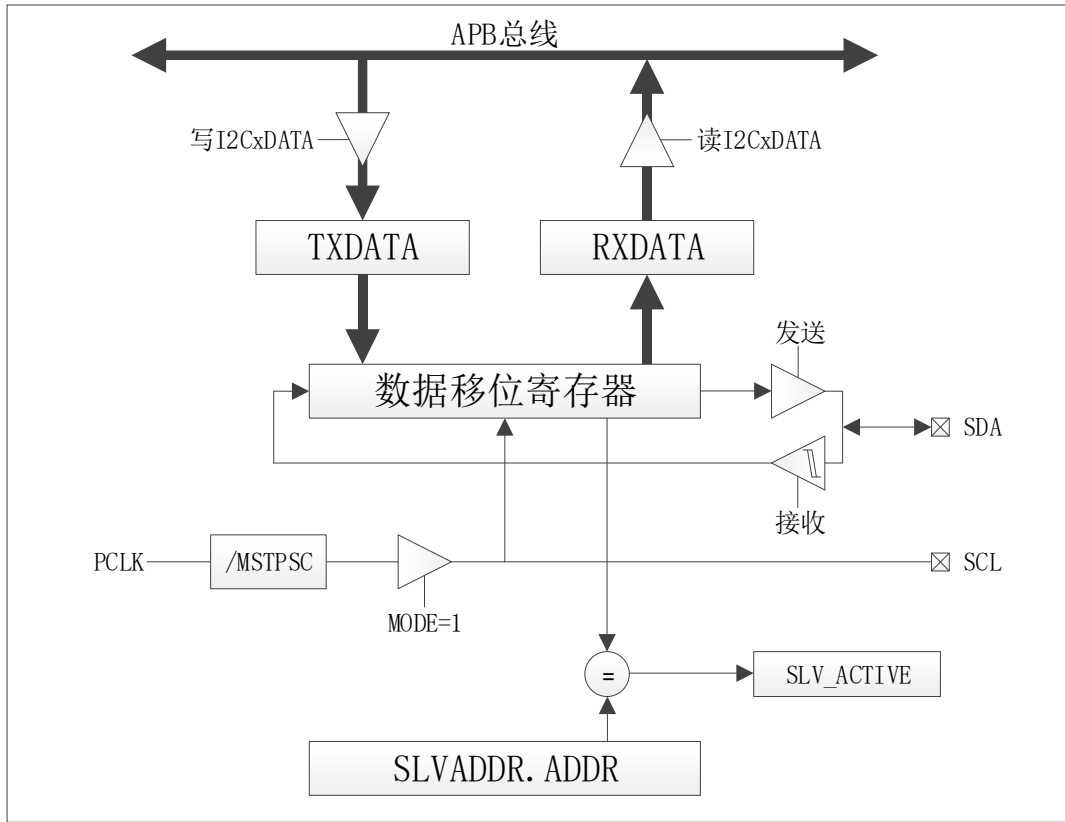 APB总线
写I2CxDATA
读I2CxDATA
TXDATA
RXDATA
发送
数据移位寄存器
SDA
接收
PCLK
/MSTPSC
SCL
MODE=1
=
SLV_ACTIVE
SLVADDR.ADDR